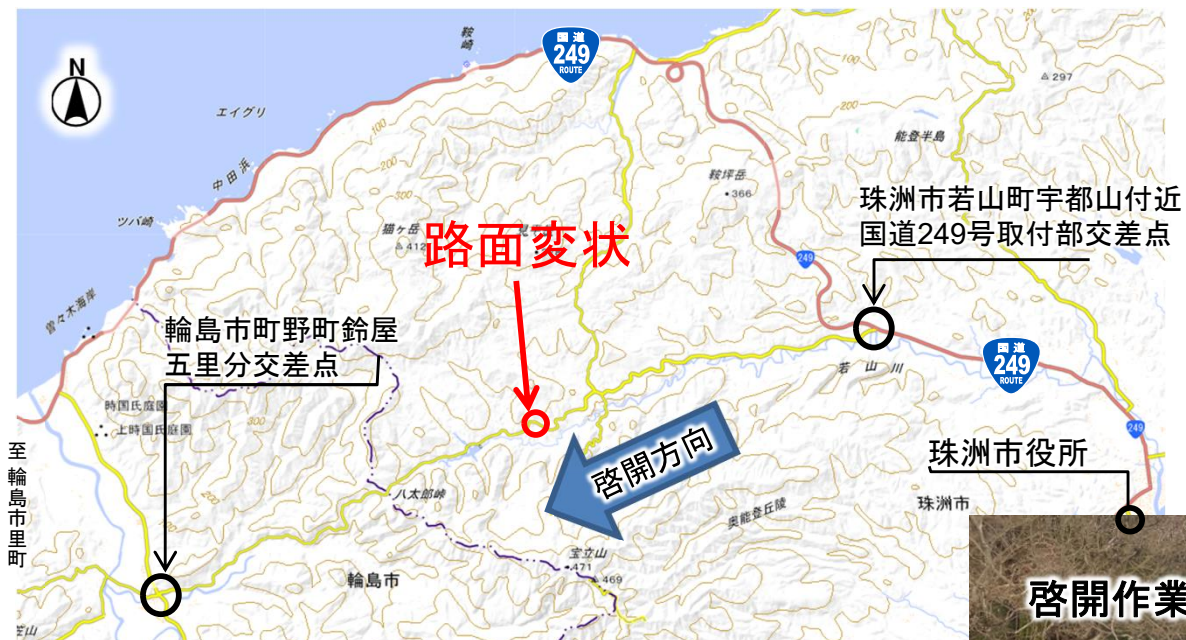 鞍崎
国道
249
ROUTE
N
297
エイグリ
200
能登半島
100
中田浜
200
鞍坪岳
366
珠洲市若山町宇都山付近
国道249号取付部交差点
ツバ崎
猫ヶ岳
412
路面変状
249
曽々木海岸
輪島市町野町鈴屋
五里分交差点
国道
249
ROUTE
若山川
時国氏庭園
300
上時国氏庭園
249
至輪島市里町
啓開方向
珠洲市役所
200
八太郎峠
珠洲市
奥能登丘陵
宝立山
471
469
輪島市
啓開作業